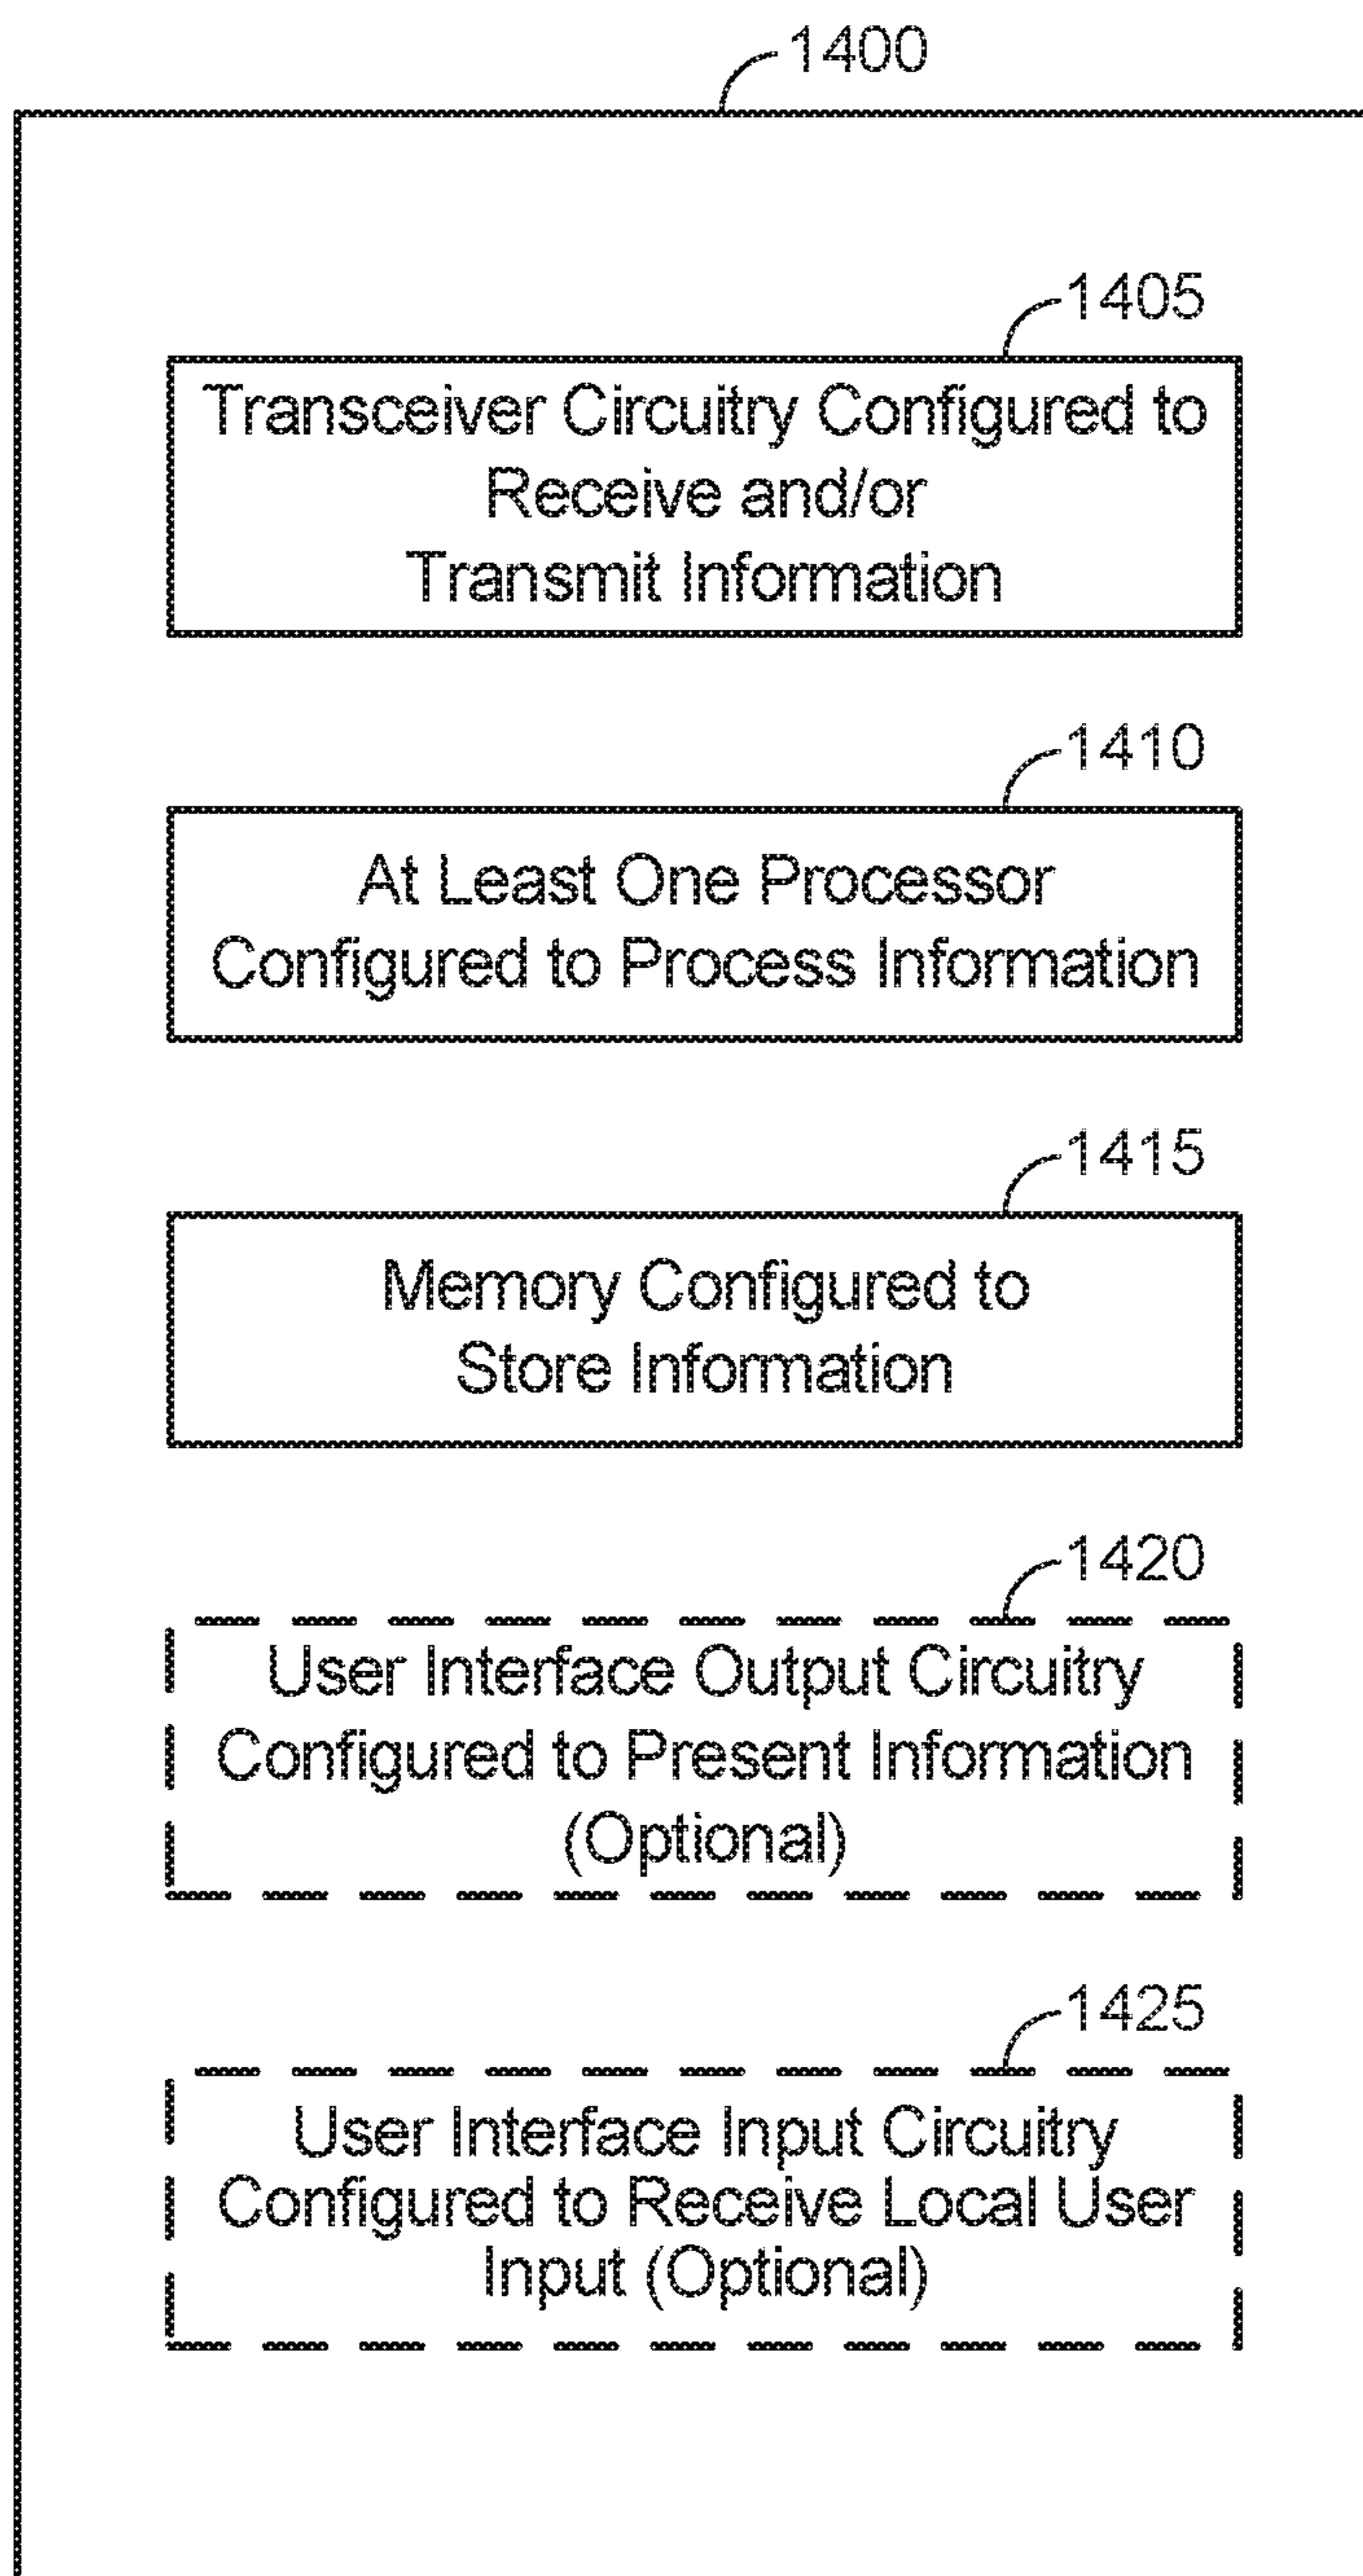 1400
1405
Transceiver Circuitry Configured to
Receive and/or
Transmit Information
1410
At Least One Processor
Configured to Process Information
1415
Memory Configured to
Store Information
1420
User Interface Output Circuitry
Configured to Present Information
(Optional)
1425
User Interface Input Circuitry
Configured to Receive Local User
Input (Optional)